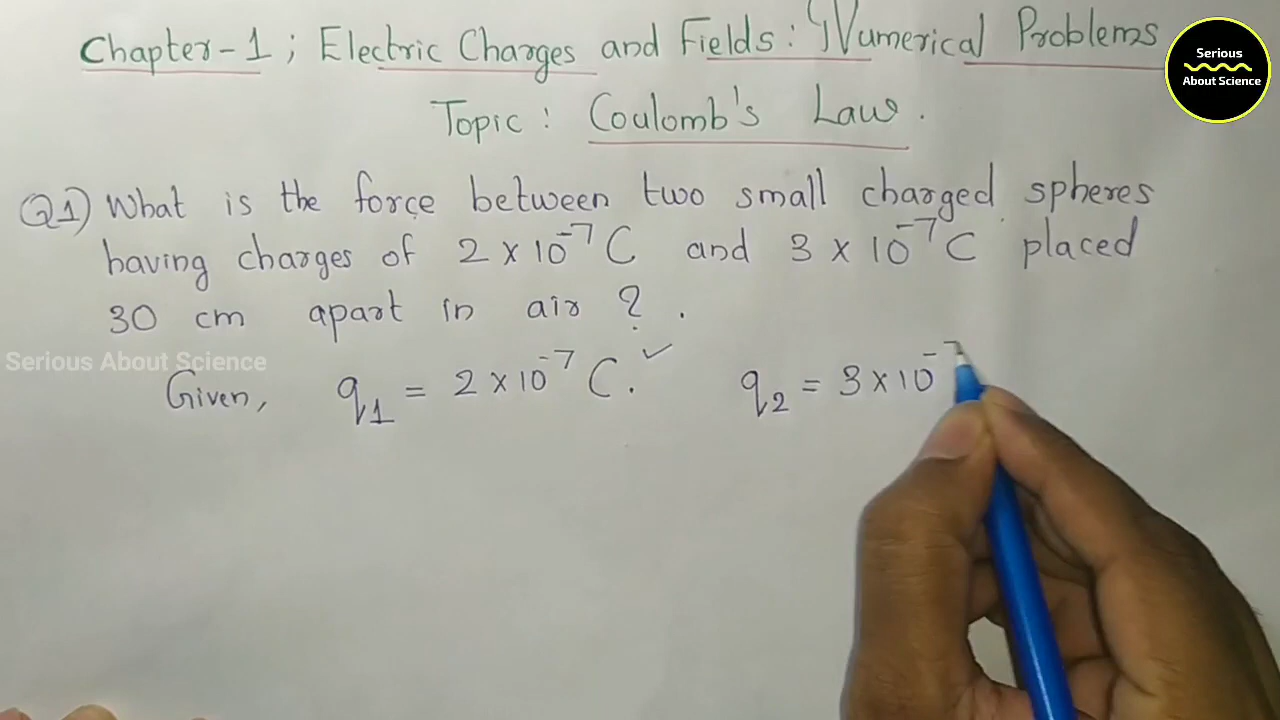 Chapter-1 ; Electric Charges and Fields : Numerical Problems
Serious
About Science
Topic : Coulomb's Law .
Q1) What is the force between two small charged spheres
having charges of 2 × 10⁻⁷ C and 3 × 10⁻⁷ C placed
30 cm apart in air ? .
Serious About Science
Given, q₁ = 2 × 10⁻⁷ C. ✓ q₂ = 3 × 10⁻⁷